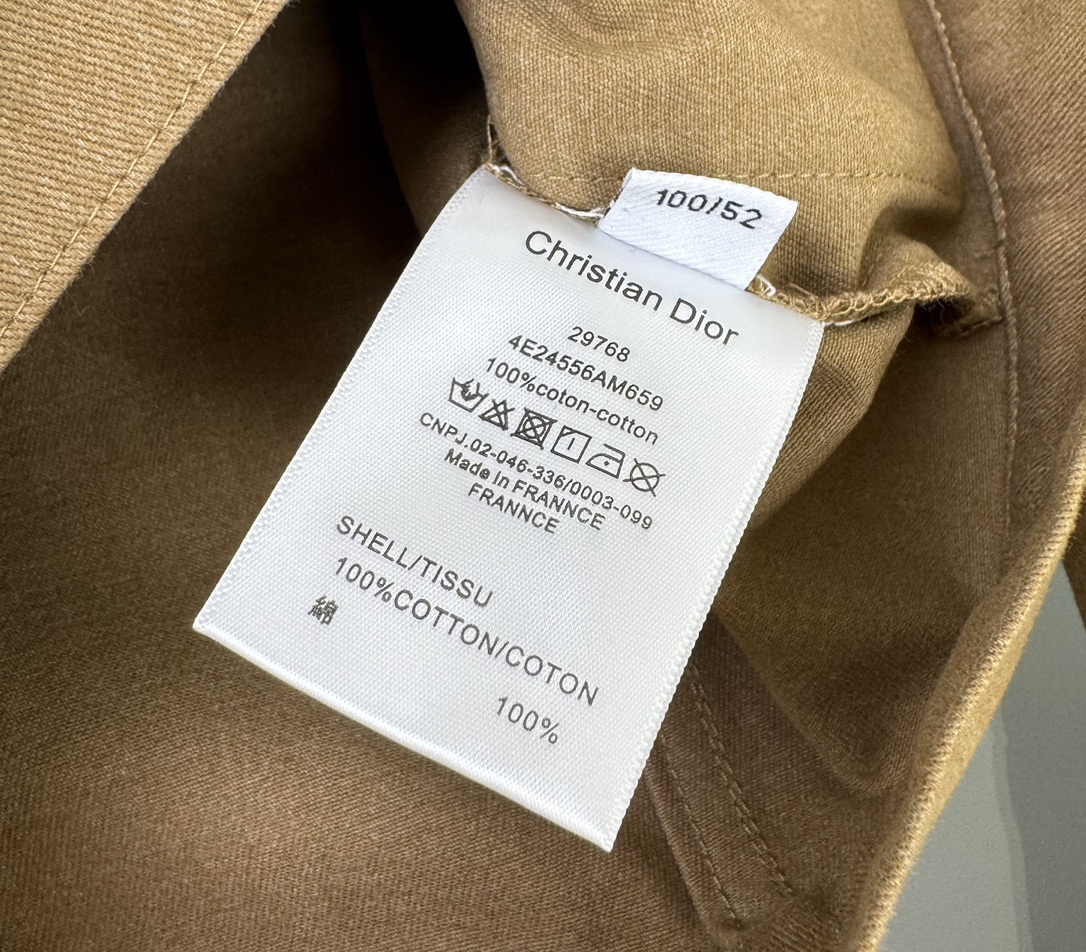 100/52
Christian Dior
29768
4E24556AM659
100%coton-cotton
CNPJ.02-046-336/0003-099
Made in FRANNCE
FRANNCE
SHELL/TISSU
100%COTTON/COTON
綿
100%